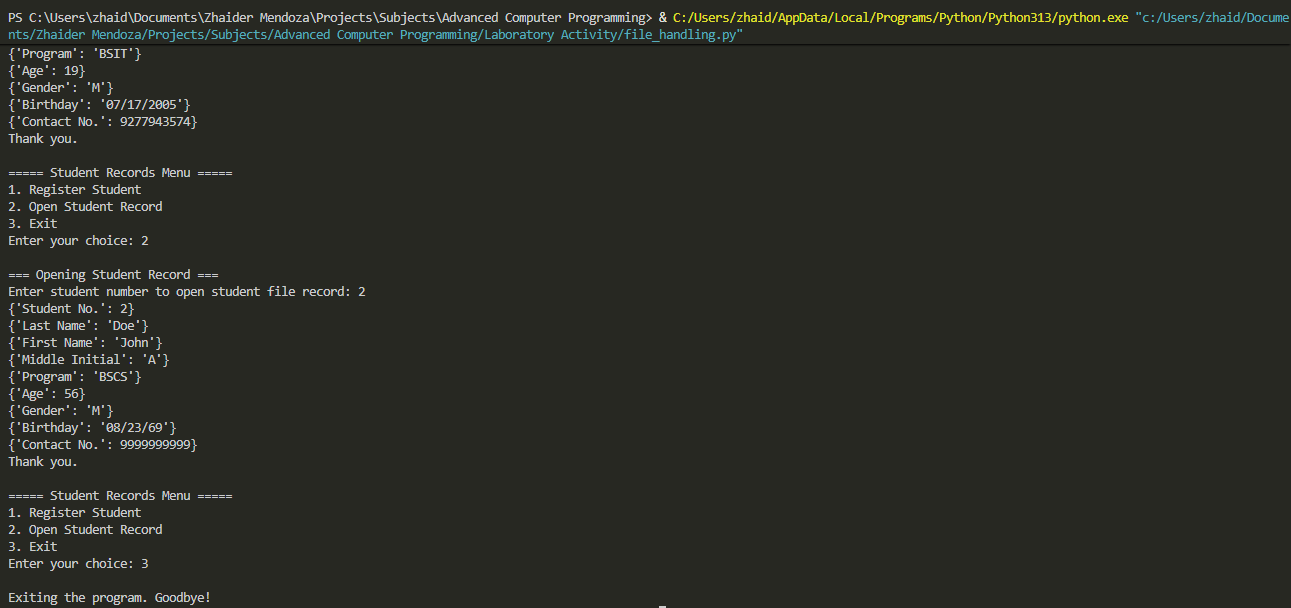 PS C:\Users\zhaid\Documents\Zhaider Mendoza\Projects\Subjects\Advanced Computer Programming> & C:/Users/zhaid/AppData/Local/Programs/Python/Python313/python.exe "c:/Users/zhaid/Docume
nts/Zhaider Mendoza/Projects/Subjects/Advanced Computer Programming/Laboratory Activity/file_handling.py"
{'Program': 'BSIT'}
{'Age': 19}
{'Gender': 'M'}
{'Birthday': '07/17/2005'}
{'Contact No.': 9277943574}
Thank you.

===== Student Records Menu =====
1. Register Student
2. Open Student Record
3. Exit
Enter your choice: 2

=== Opening Student Record ===
Enter student number to open student file record: 2
{'Student No.': 2}
{'Last Name': 'Doe'}
{'First Name': 'John'}
{'Middle Initial': 'A'}
{'Program': 'BSCS'}
{'Age': 56}
{'Gender': 'M'}
{'Birthday': '08/23/69'}
{'Contact No.': 9999999999}
Thank you.

===== Student Records Menu =====
1. Register Student
2. Open Student Record
3. Exit
Enter your choice: 3

Exiting the program. Goodbye!